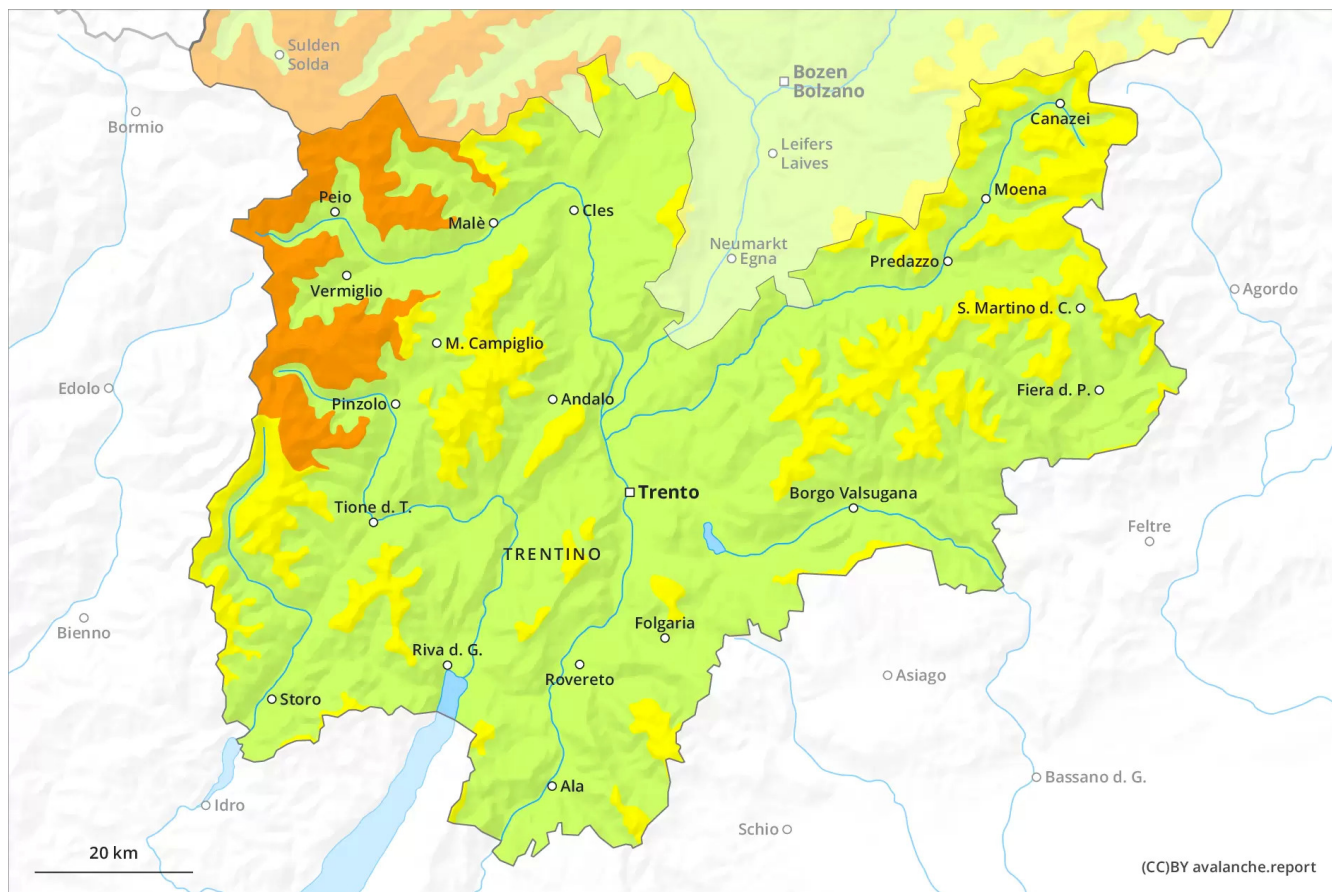 Sulden
Solda
Bozen
Bolzano
Bormio
Canazei
Leifers
Laives
Moena
Peio
Malè
Cles
Neumarkt
Egna
Predazzo
Vermiglio
Agordo
S. Martino d. C.
M. Campiglio
Edolo
Pinzolo
Andalo
Fiera d. P.
Trento
Borgo Valsugana
Tione d. T.
Feltre
TRENTINO
Bienno
Folgaria
Riva d. G.
Rovereto
Asiago
Storo
Bassano d. G.
Ala
Idro
Schio
20 km
(CC)BY avalanche.report